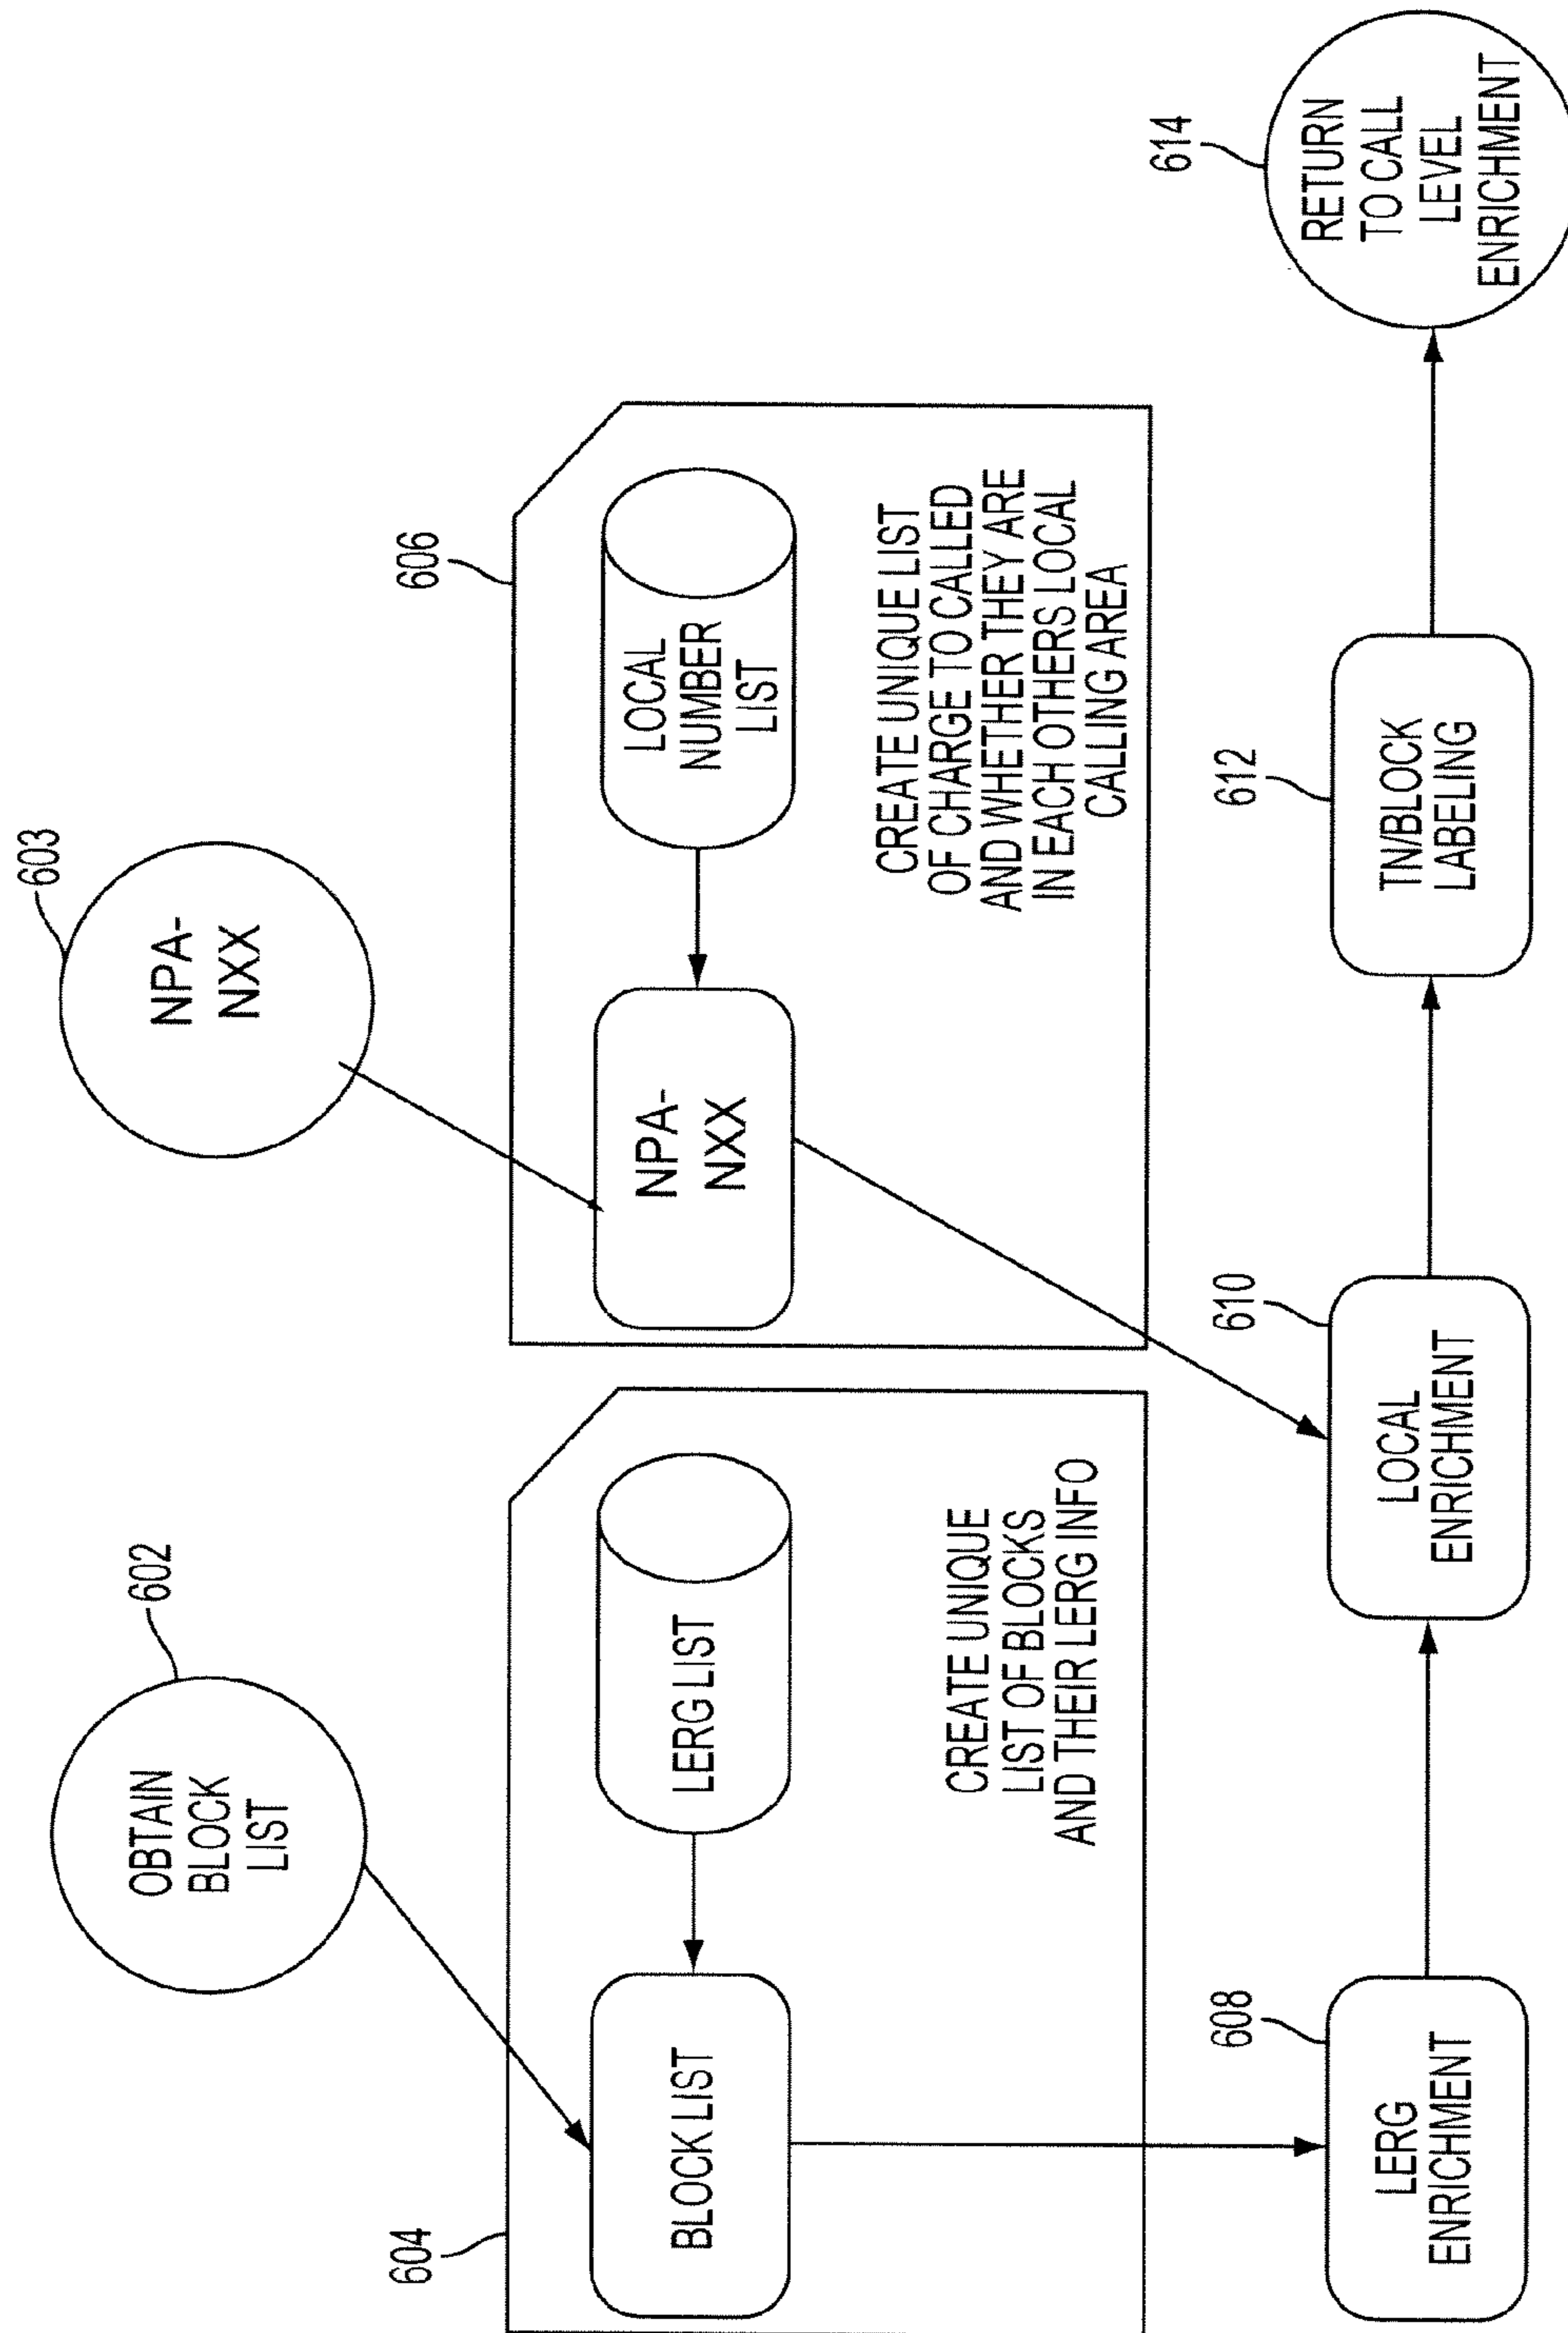 602
OBTAIN
BLOCK
LIST
603
NPA-
NXX
604
BLOCK LIST
LERG LIST
CREATE UNIQUE
LIST OF BLOCKS
AND THEIR LERG INFO
606
NPA-
NXX
LOCAL
NUMBER
LIST
CREATE UNIQUE LIST
OF CHARGE TO CALLED
AND WHETHER THEY ARE
IN EACH OTHERS LOCAL
CALLING AREA
608
LERG
ENRICHMENT
610
LOCAL
ENRICHMENT
612
TN/BLOCK
LABELING
614
RETURN
TO CALL
LEVEL
ENRICHMENT